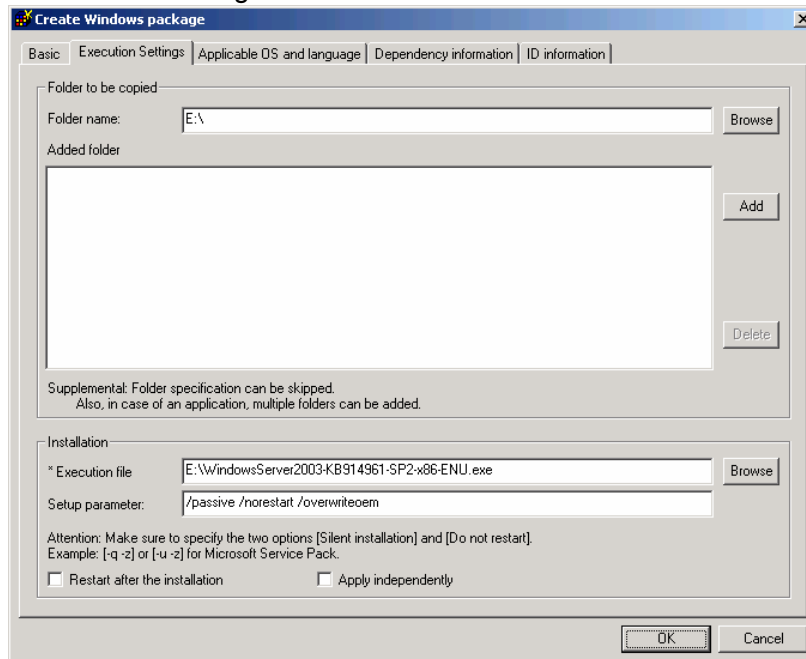 Create Windows package
Basic Execution Settings Applicable OS and language Dependency information ID information
Folder to be copied
Folder name: E:\ Browse
Added folder
Add
Delete
Supplemental: Folder specification can be skipped.
Also, in case of an application, multiple folders can be added.
Installation
* Execution file E:\WindowsServer2003-KB914961-SP2-x86-ENU.exe Browse
Setup parameter: /passive /norestart /overwriteoem
Attention: Make sure to specify the two options [Silent installation] and [Do not restart].
Example: [-q -z] or [-u -z] for Microsoft Service Pack.
Restart after the installation Apply independently
OK Cancel